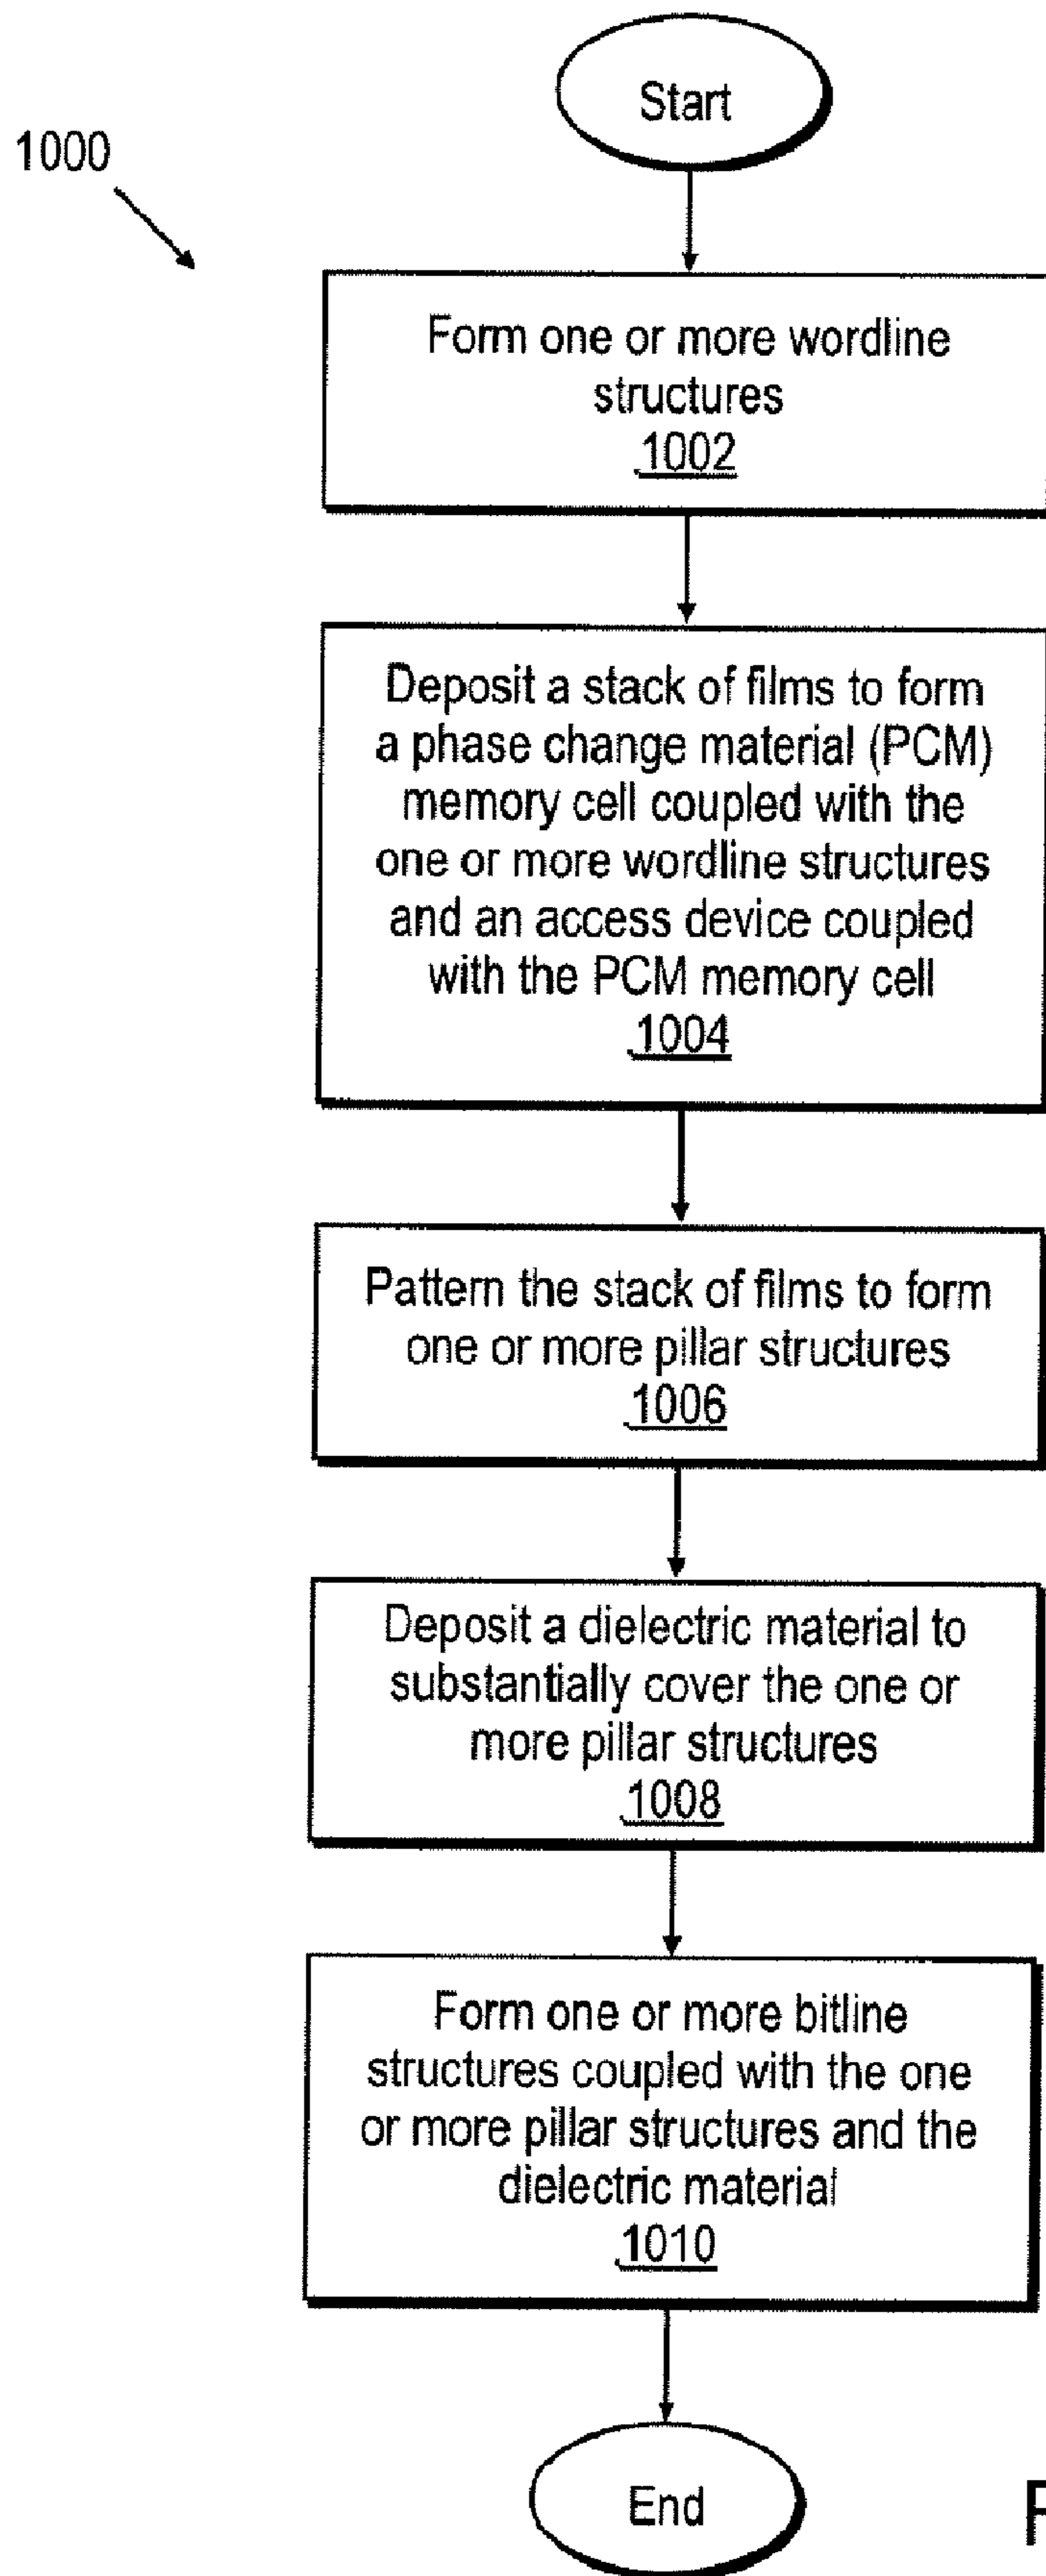 Start
1000
Form one or more wordline
structures
1002
Deposit a stack of films to form
a phase change material (PCM)
memory cell coupled with the
one or more wordline structures
and an access device coupled
with the PCM memory cell
1004
Pattern the stack of films to form
one or more pillar structures
1006
Deposit a dielectric material to
substantially cover the one or
more pillar structures
1008
Form one or more bitline
structures coupled with the one
or more pillar structures and the
dielectric material
1010
End